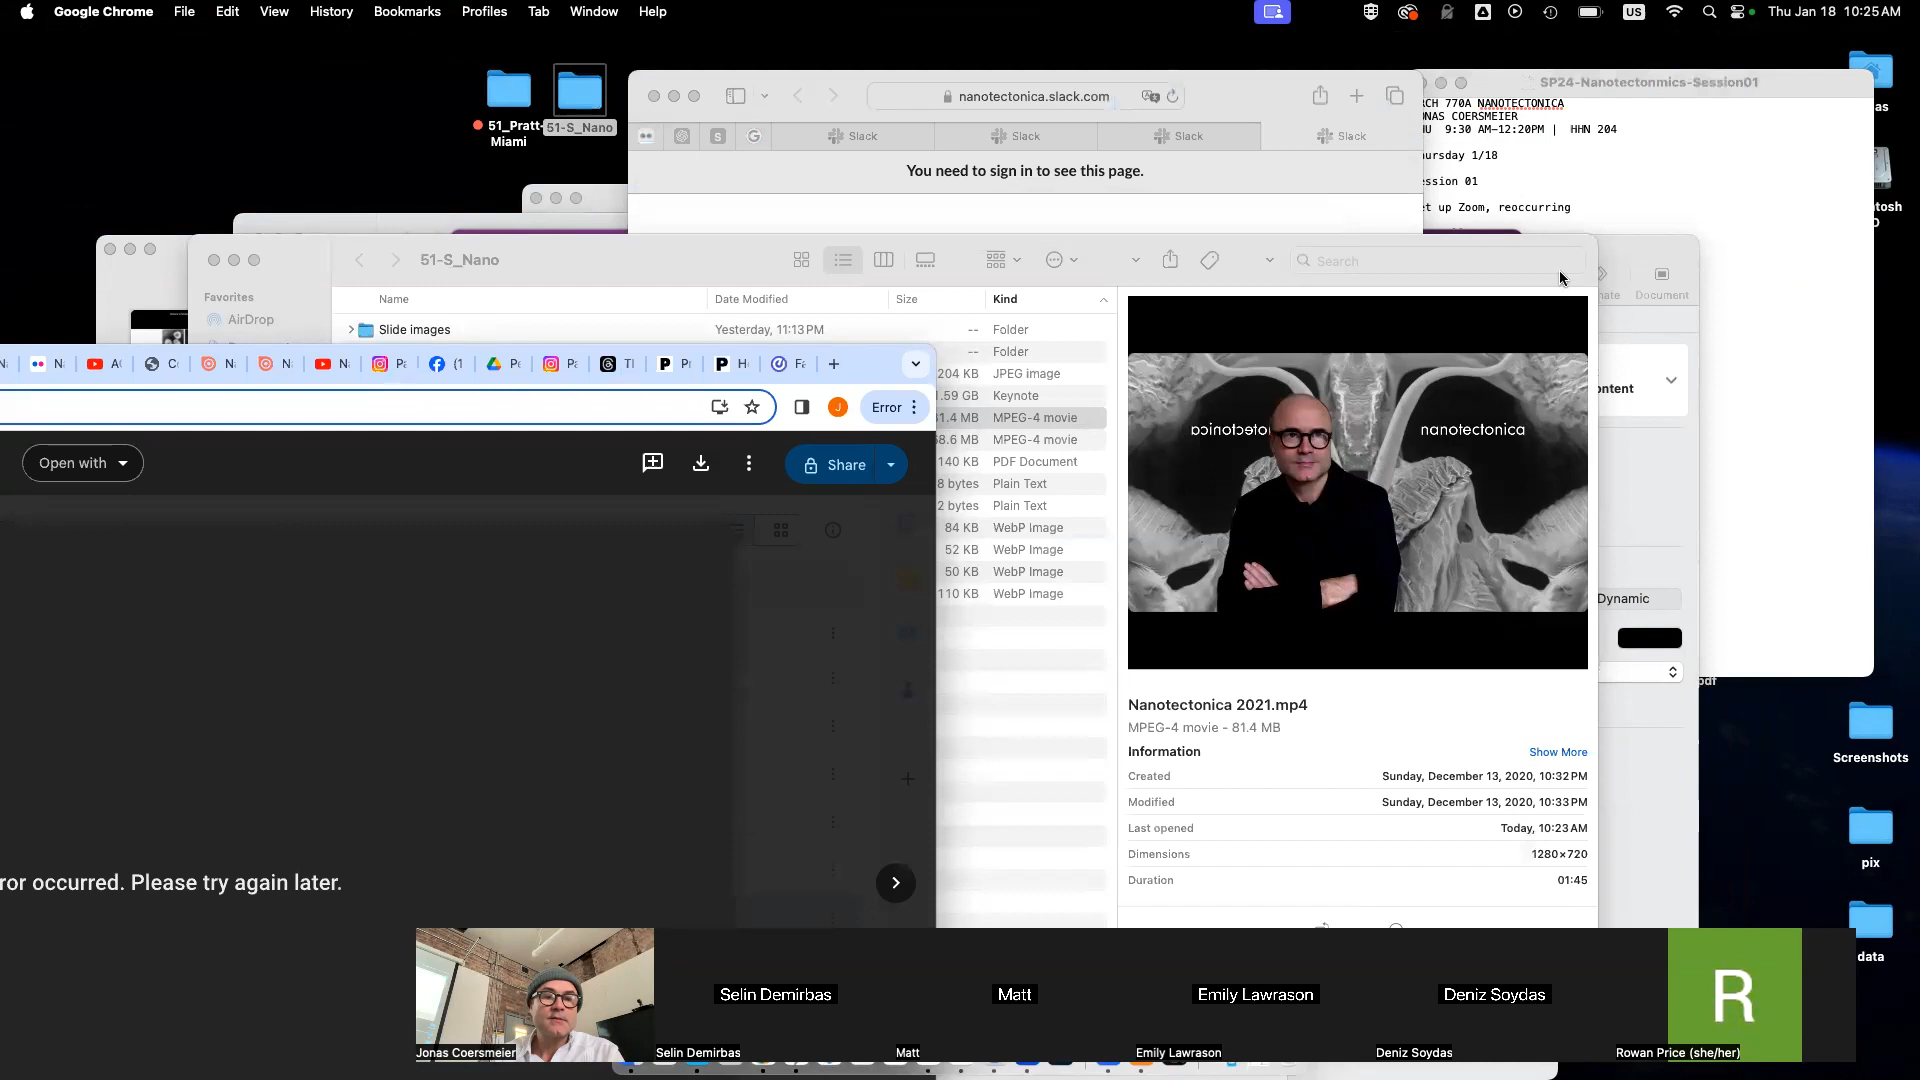 Google Chrome File Edit View History Bookmarks Profiles Tab Window Help
US
Thu Jan 18 10:25 AM
51_Pratt-
Miami
51-S_Nano
nanotectonica.slack.com
Slack
Slack
Slack
Slack
You need to sign in to see this page.
SP24-Nanotectonmics-Session01
RCH 770A NANOTECTONICA
NAS COERSMEIER
HU 9:30 AM-12:20PM | HHN 204
ursday 1/18
ession 01
et up Zoom, reoccurring
51-S_Nano
Search
Document
Favorites
AirDrop
Name
Date Modified
Size
Kind
Slide images
Yesterday, 11:13 PM
--
Folder
--
Folder
204 KB
JPEG image
.59 GB
Keynote
31.4 MB
MPEG-4 movie
8.6 MB
MPEG-4 movie
140 KB
PDF Document
8 bytes
Plain Text
2 bytes
Plain Text
84 KB
WebP Image
52 KB
WebP Image
50 KB
WebP Image
110 KB
WebP Image
J
Error
Open with
Share
ror occurred. Please try again later.
nanotectonica
Nanotectonica 2021.mp4
MPEG-4 movie - 81.4 MB
Information
Show More
Created
Sunday, December 13, 2020, 10:32 PM
Modified
Sunday, December 13, 2020, 10:33 PM
Last opened
Today, 10:23 AM
Dimensions
1280×720
Duration
01:45
ontent
Dynamic
pdf
Screenshots
pix
data
Jonas Coersmeier
Selin Demirbas
Selin Demirbas
Matt
Matt
Emily Lawrason
Emily Lawrason
Deniz Soydas
Deniz Soydas
R
Rowan Price (she/her)